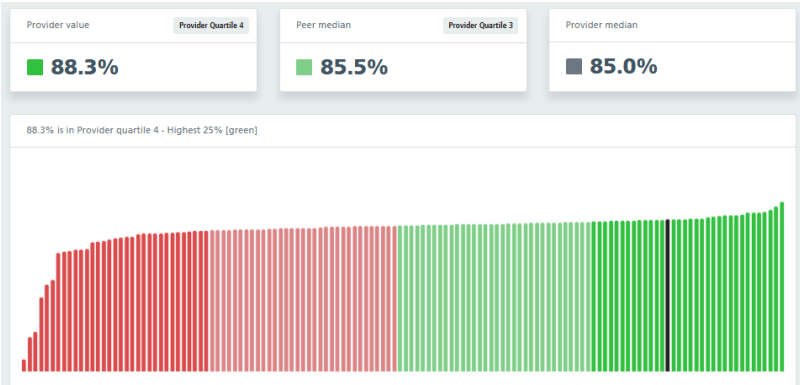 Provider value
Provider Quartile 4
88.3%
Peer median
Provider Quartile 3
85.5%
Provider median
85.0%
88.3% is in Provider quartile 4 - Highest 25% [green]